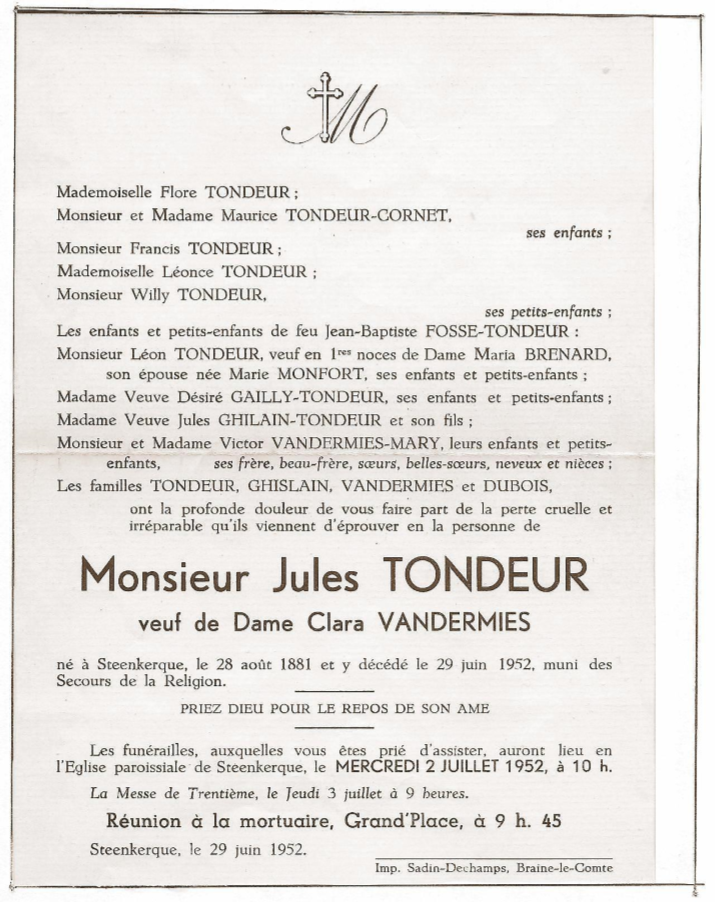 M
Mademoiselle Flore TONDEUR ;
Monsieur et Madame Maurice TONDEUR-CORNET,
ses enfants ;
Monsieur Francis TONDEUR ;
Mademoiselle Léonce TONDEUR ;
Monsieur Willy TONDEUR,
ses petits-enfants ;
Les enfants et petits-enfants de feu Jean-Baptiste FOSSE-TONDEUR :
Monsieur Léon TONDEUR, veuf en 1res noces de Dame Maria BRENARD,
son épouse née Marie MONFORT, ses enfants et petits-enfants ;
Madame Veuve Désiré GAILLY-TONDEUR, ses enfants et petits-enfants ;
Madame Veuve Jules GHILAIN-TONDEUR et son fils ;
Monsieur et Madame Victor VANDERMIES-MARY, leurs enfants et petits-
enfants, ses frère, beau-frère, sœurs, belles-sœurs, neveux et nièces ;
Les familles TONDEUR, GHISLAIN, VANDERMIES et DUBOIS,
ont la profonde douleur de vous faire part de la perte cruelle et
irréparable qu'ils viennent d'éprouver en la personne de
Monsieur Jules TONDEUR
veuf de Dame Clara VANDERMIES
né à Steenkerque, le 28 août 1881 et y décédé le 29 juin 1952, muni des
Secours de la Religion.
PRIEZ DIEU POUR LE REPOS DE SON AME
Les funérailles, auxquelles vous êtes prié d'assister, auront lieu en
l'Eglise paroissiale de Steenkerque, le MERCREDI 2 JUILLET 1952, à 10 h.
La Messe de Trentième, le Jeudi 3 juillet à 9 heures.
Réunion à la mortuaire, Grand'Place, à 9 h. 45
Steenkerque, le 29 juin 1952.
Imp. Sadin-Dechamps, Braine-le-Comte